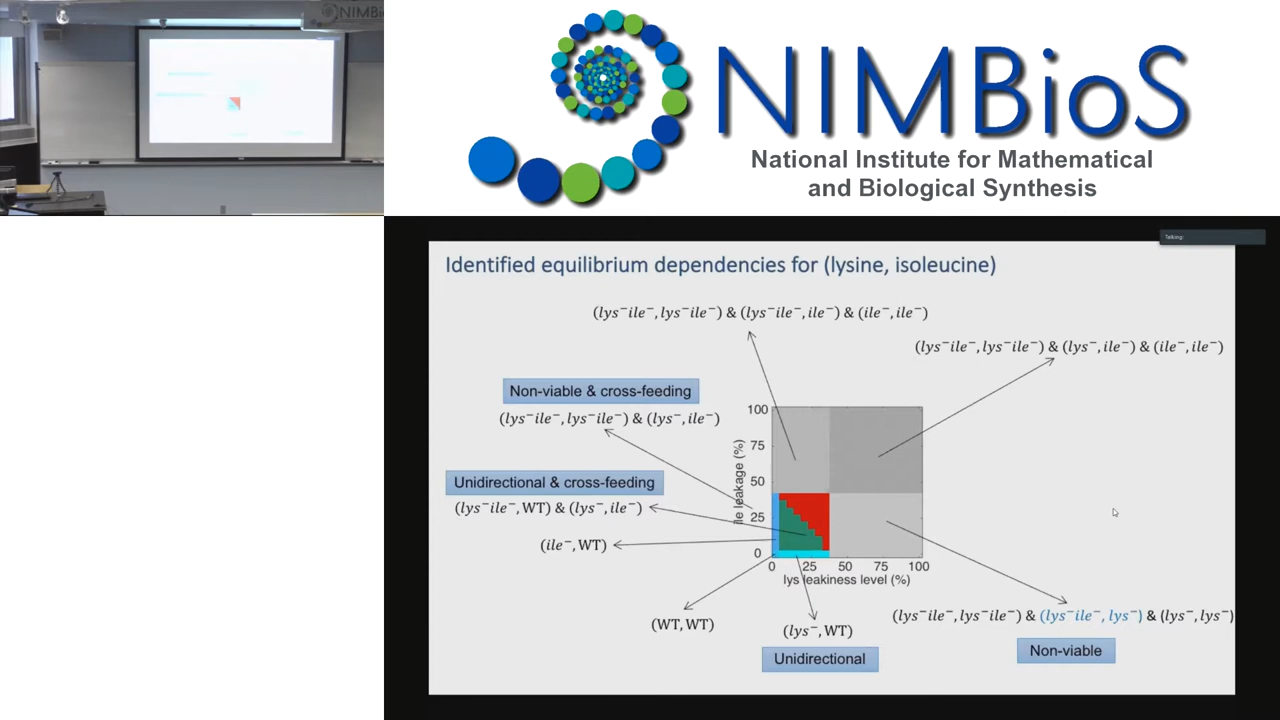 NIMBioS
NIMBioS
National Institute for Mathematical
and Biological Synthesis
Talking:
Identified equilibrium dependencies for (lysine, isoleucine)
(lys⁻ile⁻, lys⁻ile⁻) & (lys⁻ile⁻, ile⁻) & (ile⁻, ile⁻)
(lys⁻ile⁻, lys⁻ile⁻) & (lys⁻, ile⁻) & (ile⁻, ile⁻)
Non-viable & cross-feeding
(lys⁻ile⁻, lys⁻ile⁻) & (lys⁻, ile⁻)
Unidirectional & cross-feeding
(lys⁻ile⁻, WT) & (lys⁻, ile⁻)
(ile⁻, WT)
ile leakage (%)
100
75
50
25
0
0 25 50 75 100
lys leakiness level (%)
(WT, WT)
(lys⁻, WT)
Unidirectional
(lys⁻ile⁻, lys⁻ile⁻) & (lys⁻ile⁻, lys⁻) & (lys⁻, lys⁻)
Non-viable